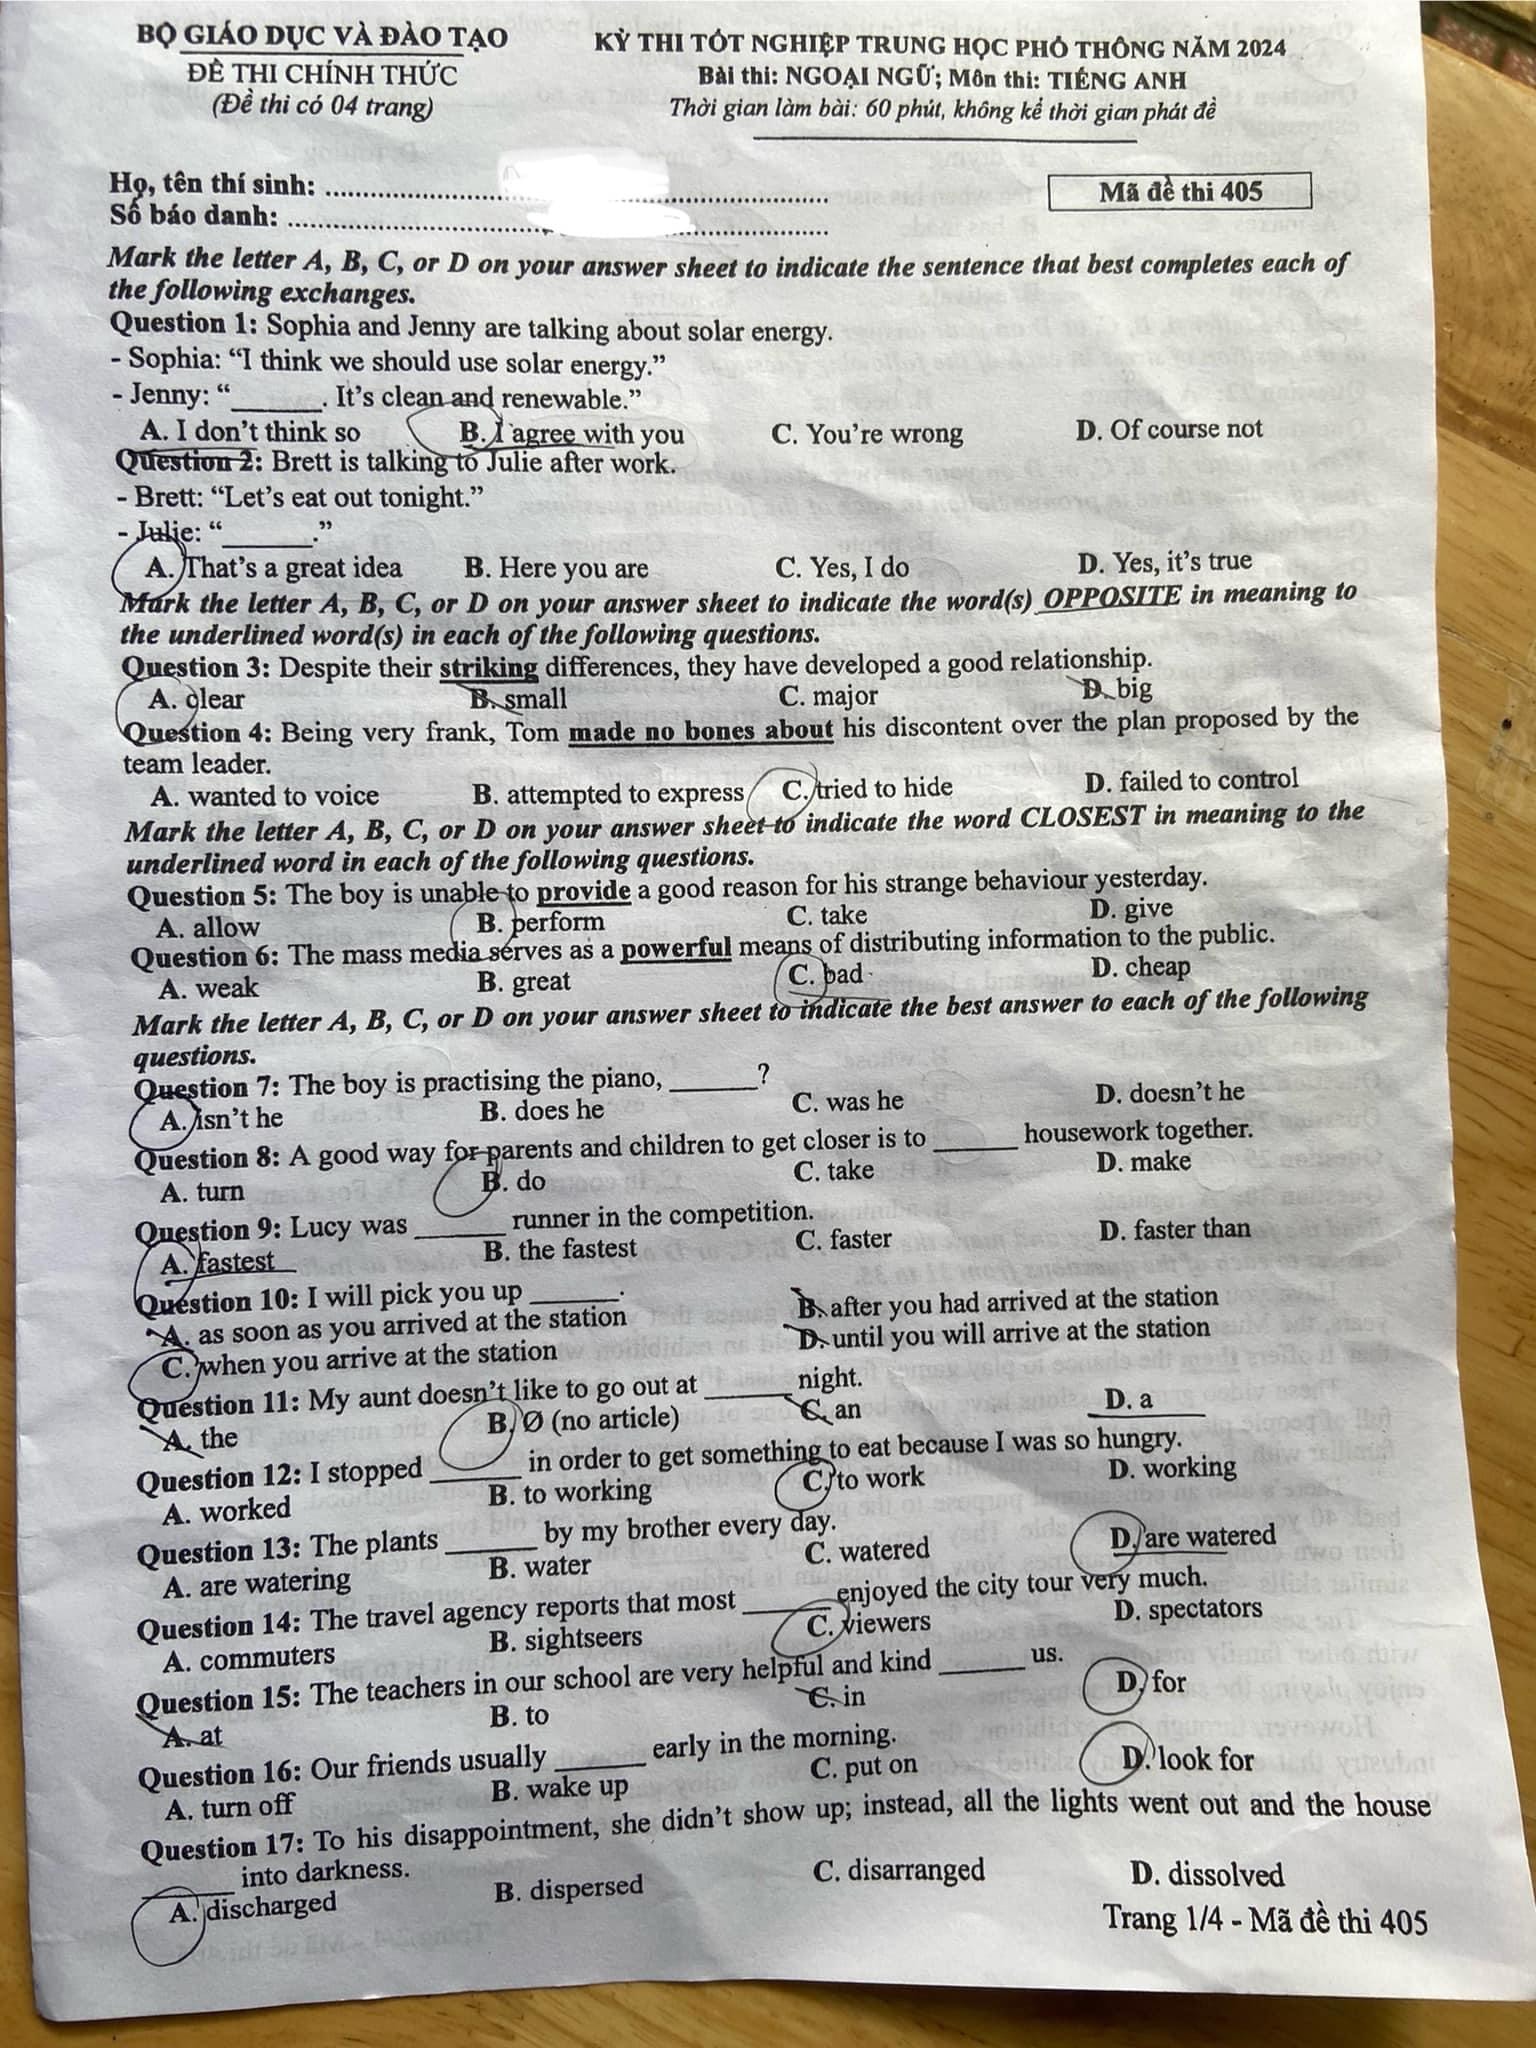 BỘ GIÁO DỤC VÀ ĐÀO TẠO
ĐỀ THI CHÍNH THỨC
(Đề thi có 04 trang)
KỲ THI TỐT NGHIỆP TRUNG HỌC PHỔ THÔNG NĂM 2024
Bài thi: NGOẠI NGỮ; Môn thi: TIẾNG ANH
Thời gian làm bài: 60 phút, không kể thời gian phát đề
Họ, tên thí sinh: ........................................
Số báo danh: ........................................
Mã đề thi 405
Mark the letter A, B, C, or D on your answer sheet to indicate the sentence that best completes each of
the following exchanges.
Question 1: Sophia and Jenny are talking about solar energy.
- Sophia: “I think we should use solar energy.”
- Jenny: “______. It’s clean and renewable.”
A. I don’t think so B. I agree with you C. You’re wrong D. Of course not
Question 2: Brett is talking to Julie after work.
- Brett: “Let’s eat out tonight.”
- Julie: “______.”
A. That’s a great idea B. Here you are C. Yes, I do D. Yes, it’s true
Mark the letter A, B, C, or D on your answer sheet to indicate the word(s) OPPOSITE in meaning to
the underlined word(s) in each of the following questions.
Question 3: Despite their striking differences, they have developed a good relationship.
A. clear B. small C. major D. big
Question 4: Being very frank, Tom made no bones about his discontent over the plan proposed by the
team leader.
A. wanted to voice B. attempted to express C. tried to hide D. failed to control
Mark the letter A, B, C, or D on your answer sheet to indicate the word CLOSEST in meaning to the
underlined word in each of the following questions.
Question 5: The boy is unable to provide a good reason for his strange behaviour yesterday.
A. allow B. perform C. take D. give
Question 6: The mass media serves as a powerful means of distributing information to the public.
A. weak B. great C. bad D. cheap
Mark the letter A, B, C, or D on your answer sheet to indicate the best answer to each of the following
questions.
Question 7: The boy is practising the piano, ______?
A. isn’t he B. does he C. was he D. doesn’t he
Question 8: A good way for parents and children to get closer is to ______ housework together.
A. turn B. do C. take D. make
Question 9: Lucy was ______ runner in the competition.
A. fastest B. the fastest C. faster D. faster than
Question 10: I will pick you up ______.
A. as soon as you arrived at the station B. after you had arrived at the station
C. when you arrive at the station D. until you will arrive at the station
Question 11: My aunt doesn’t like to go out at ______ night.
A. the B. Ø (no article) C. an D. a
Question 12: I stopped ______ in order to get something to eat because I was so hungry.
A. worked B. to working C. to work D. working
Question 13: The plants ______ by my brother every day.
A. are watering B. water C. watered D. are watered
Question 14: The travel agency reports that most ______ enjoyed the city tour very much.
A. commuters B. sightseers C. viewers D. spectators
Question 15: The teachers in our school are very helpful and kind ______ us.
A. at B. to C. in D. for
Question 16: Our friends usually ______ early in the morning.
A. turn off B. wake up C. put on D. look for
Question 17: To his disappointment, she didn’t show up; instead, all the lights went out and the house
______ into darkness.
A. discharged B. dispersed C. disarranged D. dissolved
Trang 1/4 - Mã đề thi 405